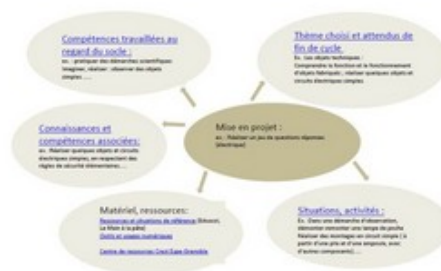 Compétences travaillées au
regard du socle :
ex. : pratiquer des démarches scientifiques
Imaginer, réaliser : observer des objets
simples .....
Thème choisi et attendus de
fin de cycle
Ex. Les objets techniques :
Comprendre la fonction et le fonctionnement
d'objets fabriqués ; réaliser quelques objets et
circuits électriques simples
Connaissances et
compétences associées:
ex. Réaliser quelques objets et circuits
électriques simples, en respectant des
règles de sécurité élémentaires....
Mise en projet :
ex. : Réaliser un jeu de questions réponses
(électrique)
Matériel, ressources:
Ressources et situations de référence
La Main à la pâte)
Outils et usages numériques
Centre de ressources Grenoble
Situations, activités :
Ex. Dans une démarche d'observation,
démonter remonter une lampe de poche
Réaliser des montages en circuit simple ( à
partir d'une pile et d'une ampoule, avec
d'autres composants)....